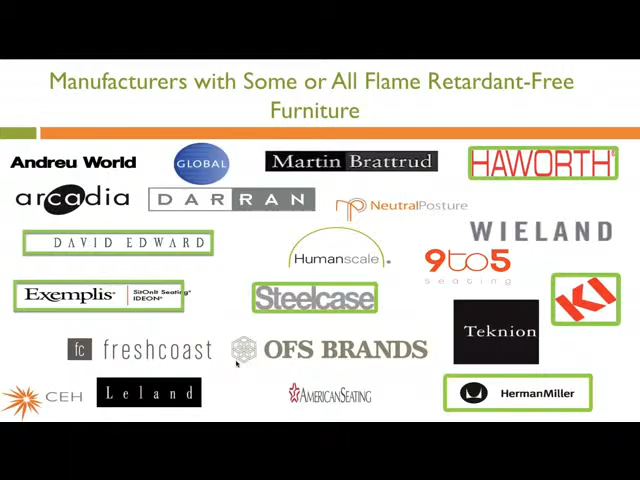 Manufacturers with Some or All Flame Retardant-Free
Furniture
Andreu World
GLOBAL
Martin Brattrud
HAWORTH®
arcadia
DARRAN
NeutralPosture
WIELAND
DAVID EDWARD
Humanscale®
9to5
seating
Exemplis
SitOnIt Seating®
IDEON®
Steelcase
KI
Teknion
fc freshcoast
OFS BRANDS
CEH
Leland
AMERICANSEATING
HermanMiller